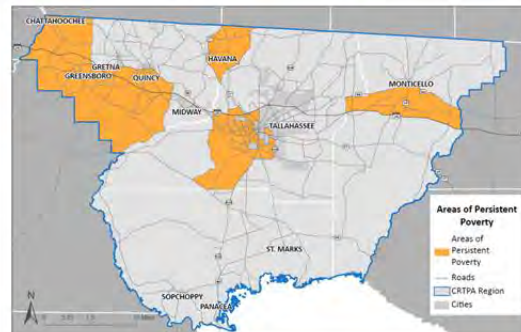 CHATTAHOOCHEE
HAVANA
GRETNA
GREENSBORO
QUINCY
MONTICELLO
MIDWAY
TALLAHASSEE
ST. MARKS
SOPCHOPPY
PANACEA
N
Areas of Persistent
Poverty
Areas of
Persistent
Poverty
Roads
CRTPA Region
Cities